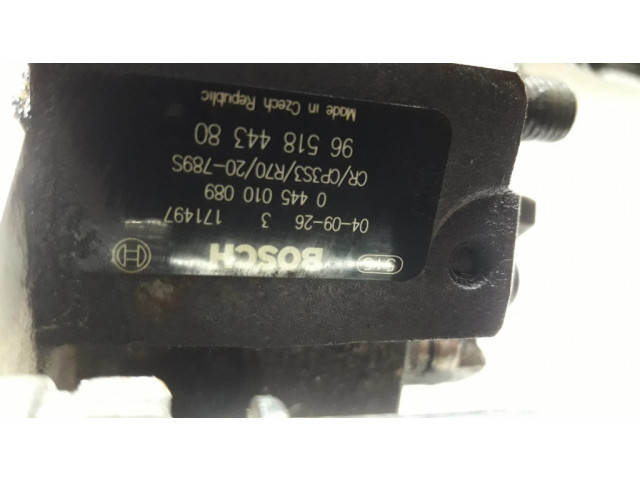 BOSCH
04-09-26 3 171497
0 445 010 089
CR/CP3S3/R70/20-789S
96 518 443 80
Made in Czech Republic